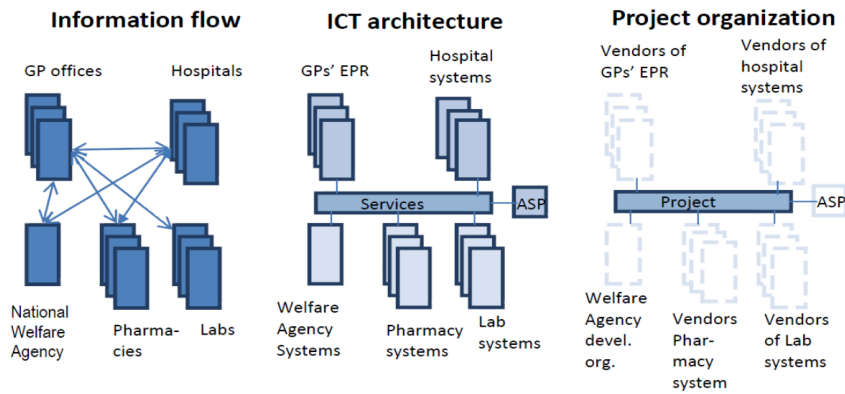 Information flow
GP offices
Hospitals
National
Welfare
Agency
Pharma-
cies
Labs
ICT architecture
GPs’ EPR
Hospital
systems
Services
ASP
Welfare
Agency
Systems
Pharmacy systems
Lab
systems
Project organization
Vendors of
GPs’ EPR
Vendors of
hospital
systems
Project
ASP
Welfare
Agency
devel.
org.
Vendors
Phar-
macy
system
Vendors
of Lab
systems